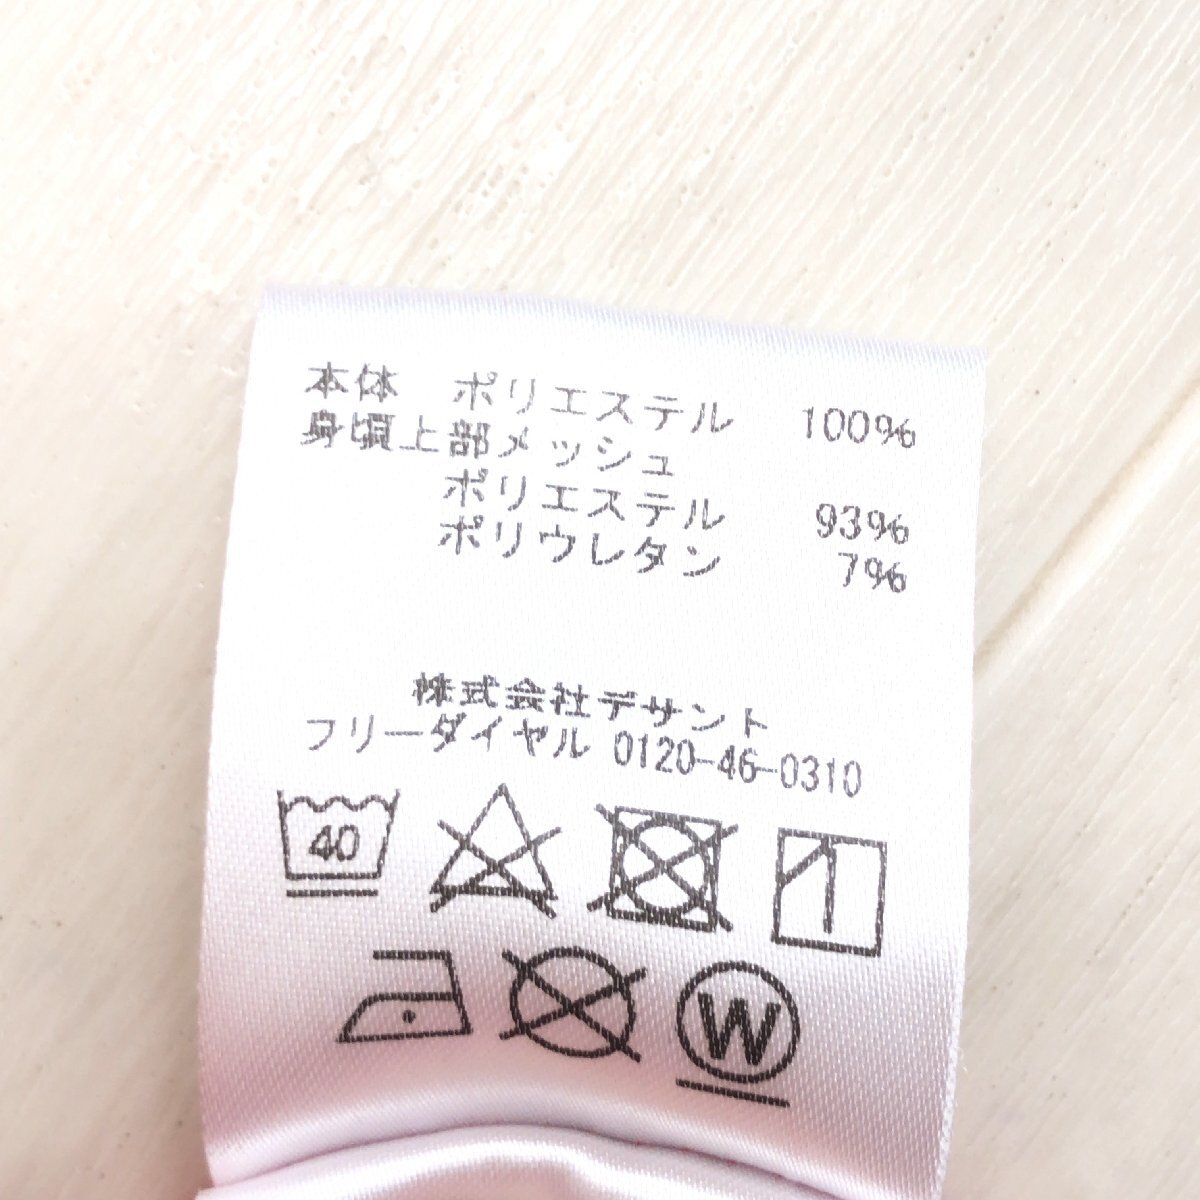 本体 ポリエステル 100%
身頃上部メッシュ
ポリエステル 93%
ポリウレタン 7%
株式会社デサント
フリーダイヤル 0120-46-0310
40
W